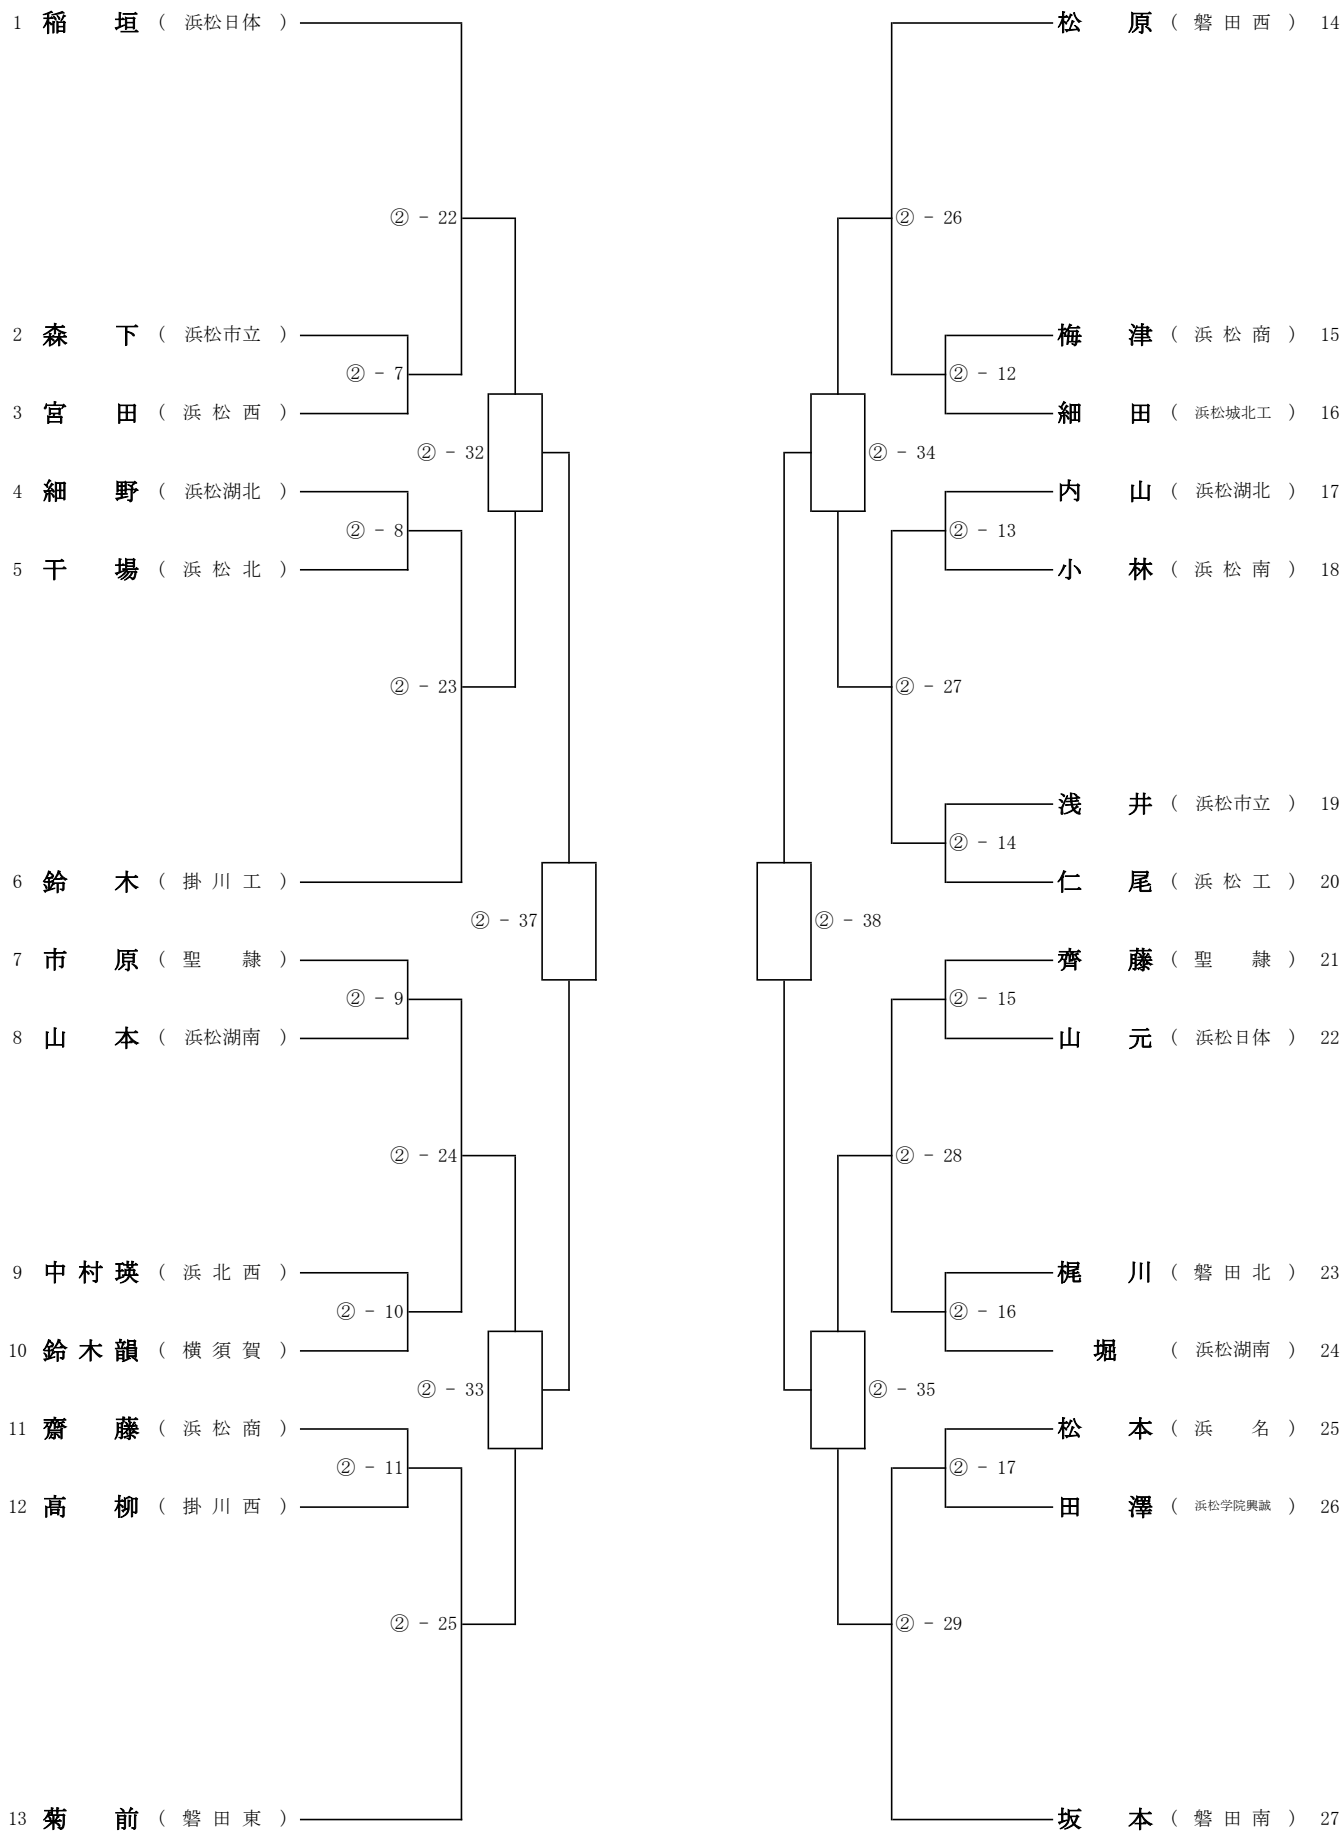 1 稲垣 ( 浜松日体 )
② - 22
2 森下 ( 浜松市立 )
② - 7
3 宮田 ( 浜松西 )
② - 32
4 細野 ( 浜松湖北 )
② - 8
5 干場 ( 浜松北 )
② - 23
6 鈴木 ( 掛川工 )
② - 37
7 市原 ( 聖隷 )
② - 9
8 山本 ( 浜松湖南 )
② - 24
9 中村瑛 ( 浜北西 )
② - 10
10 鈴木韻 ( 横須賀 )
② - 33
11 齋藤 ( 浜松商 )
② - 11
12 高柳 ( 掛川西 )
② - 25
13 菊前 ( 磐田東 )
松原 ( 磐田西 ) 14
② - 26
梅津 ( 浜松商 ) 15
② - 12
細田 ( 浜松城北工 ) 16
② - 34
内山 ( 浜松湖北 ) 17
② - 13
小林 ( 浜松南 ) 18
② - 27
浅井 ( 浜松市立 ) 19
② - 14
仁尾 ( 浜松工 ) 20
② - 38
齊藤 ( 聖隷 ) 21
② - 15
山元 ( 浜松日体 ) 22
② - 28
梶川 ( 磐田北 ) 23
② - 16
堀 ( 浜松湖南 ) 24
② - 35
松本 ( 浜名 ) 25
② - 17
田澤 ( 浜松学院興誠 ) 26
② - 29
坂本 ( 磐田南 ) 27